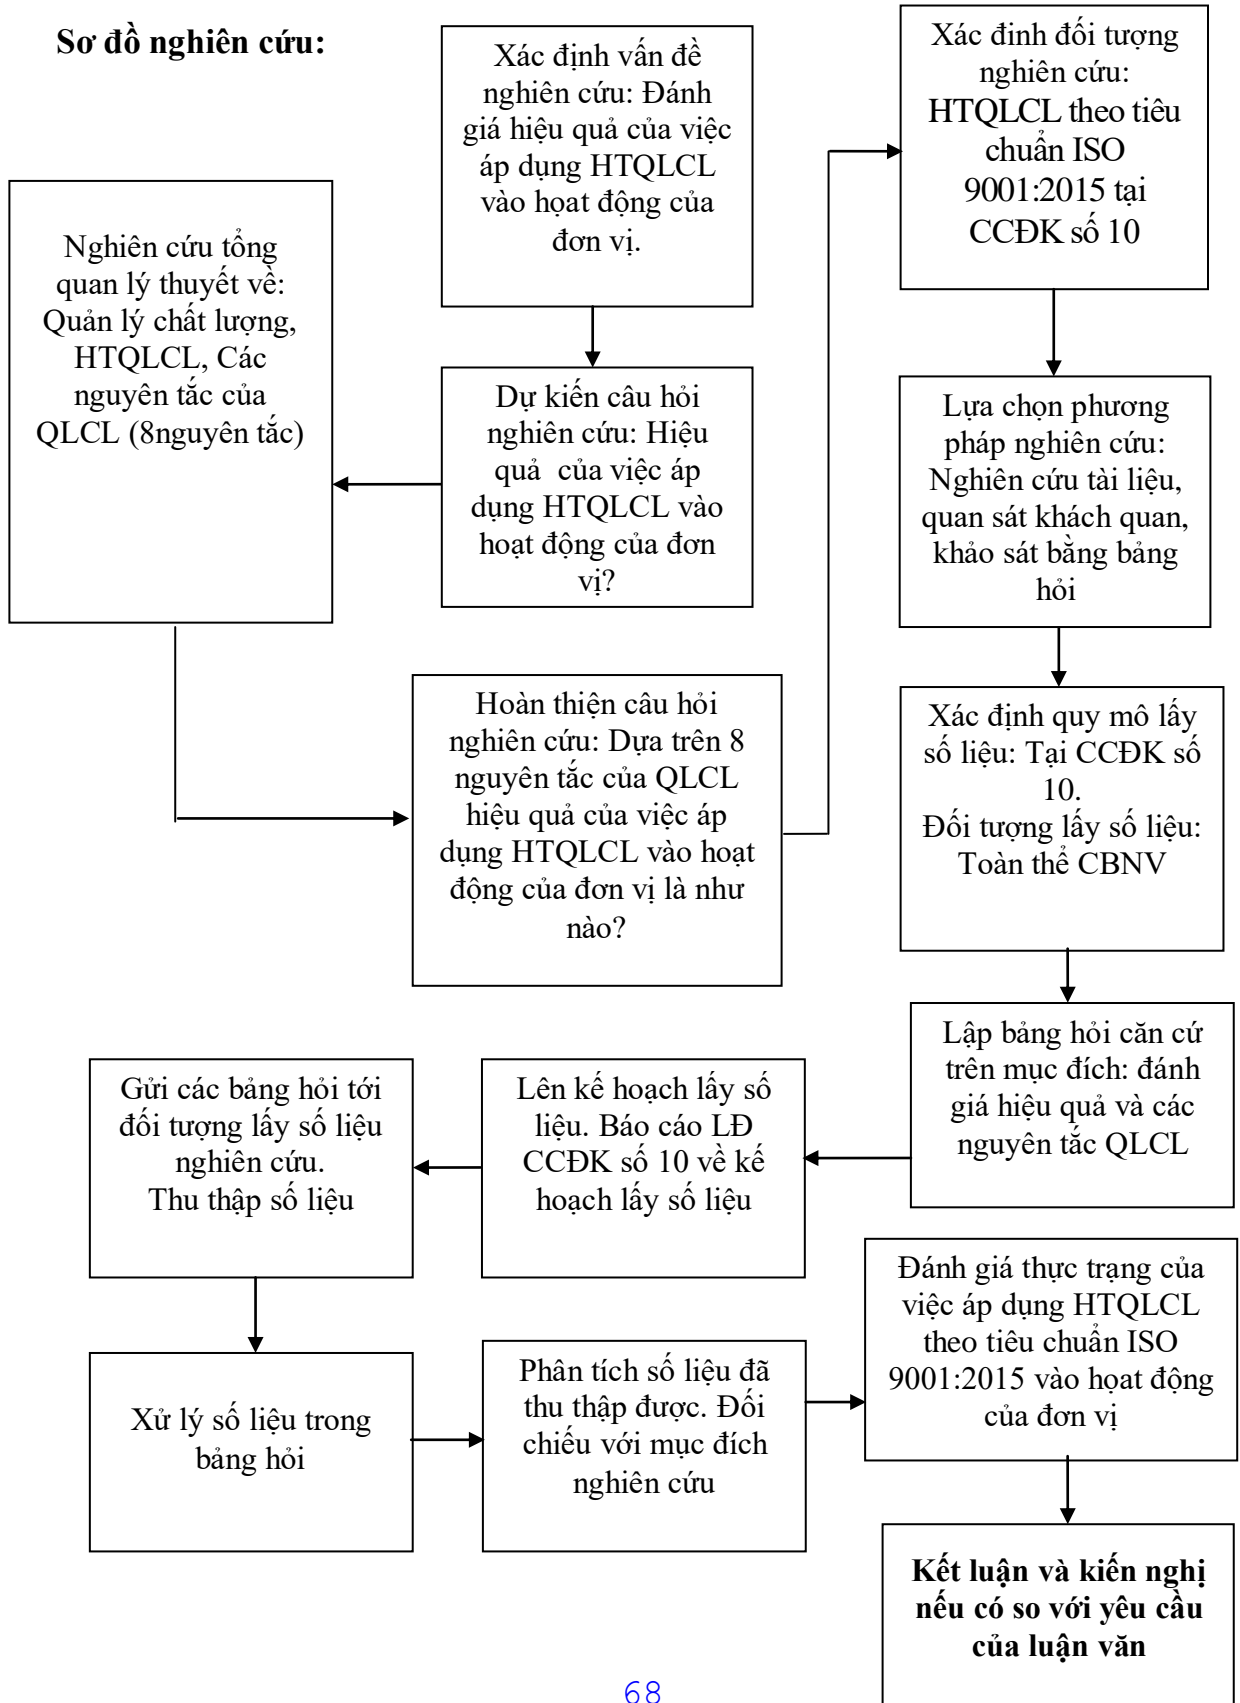 Sơ đồ nghiên cứu:
Xác định vấn đề
nghiên cứu: Đánh
giá hiệu quả của việc
áp dụng HTQLCL
vào họat động của
đơn vị.
Dự kiến câu hỏi
nghiên cứu: Hiệu
quả của việc áp
dụng HTQLCL vào
hoạt động của đơn
vị?
Nghiên cứu tổng
quan lý thuyết về:
Quản lý chất lượng,
HTQLCL, Các
nguyên tắc của
QLCL (8nguyên tắc)
Hoàn thiện câu hỏi
nghiên cứu: Dựa trên 8
nguyên tắc của QLCL
hiệu quả của việc áp
dụng HTQLCL vào hoạt
động của đơn vị là như
nào?
Xác đinh đối tượng
nghiên cứu:
HTQLCL theo tiêu
chuẩn ISO
9001:2015 tại
CCĐK số 10
Lựa chọn phương
pháp nghiên cứu:
Nghiên cứu tài liệu,
quan sát khách quan,
khảo sát bằng bảng
hỏi
Xác định quy mô lấy
số liệu: Tại CCĐK số
10.
Đối tượng lấy số liệu:
Toàn thể CBNV
Lập bảng hỏi căn cứ
trên mục đích: đánh
giá hiệu quả và các
nguyên tắc QLCL
Lên kế hoạch lấy số
liệu. Báo cáo LĐ
CCĐK số 10 về kế
hoạch lấy số liệu
Gửi các bảng hỏi tới
đối tượng lấy số liệu
nghiên cứu.
Thu thập số liệu
Xử lý số liệu trong
bảng hỏi
Phân tích số liệu đã
thu thập được. Đối
chiếu với mục đích
nghiên cứu
Đánh giá thực trạng của
việc áp dụng HTQLCL
theo tiêu chuẩn ISO
9001:2015 vào họat động
của đơn vị
Kết luận và kiến nghị
nếu có so với yêu cầu
của luận văn
68